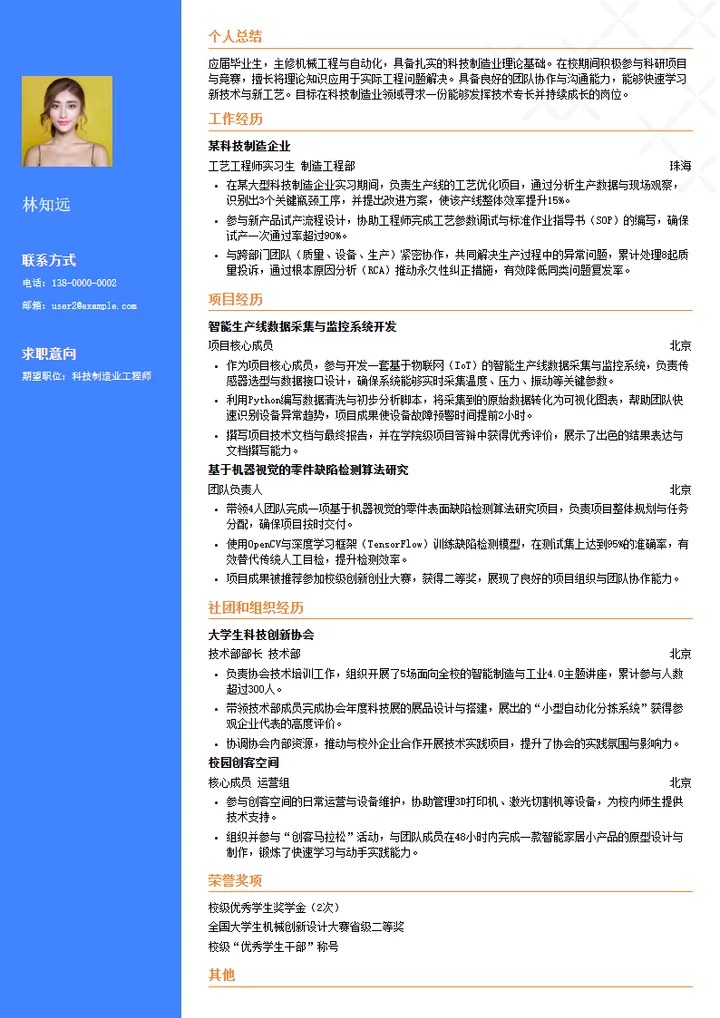 林知远
联系方式
电话：138-0000-0002
邮箱：user2@example.com
求职意向
期望职位：科技制造业工程师
个人总结
应届毕业生，主修机械工程与自动化，具备扎实的科技制造业理论基础。在校期间积极参与科研项目
与竞赛，擅长将理论知识应用于实际工程问题解决。具备良好的团队协作与沟通能力，能够快速学习
新技术与新工艺。目标在科技制造业领域寻求一份能够发挥技术专长并持续成长的岗位。
工作经历
某科技制造企业
工艺工程师实习生 制造工程部 珠海
• 在某大型科技制造企业实习期间，负责生产线的工艺优化项目，通过分析生产数据与现场观察，
识别出3个关键瓶颈工序，并提出改进方案，使该产线整体效率提升15%。
• 参与新产品试产流程设计，协助工程师完成工艺参数调试与标准作业指导书（SOP）的编写，确保
试产一次通过率超过90%。
• 与跨部门团队（质量、设备、生产）紧密协作，共同解决生产过程中的异常问题，累计处理8起质
量投诉，通过根本原因分析（RCA）推动永久性纠正措施，有效降低同类问题复发率。
项目经历
智能生产线数据采集与监控系统开发
项目核心成员 北京
• 作为项目核心成员，参与开发一套基于物联网（IoT）的智能生产线数据采集与监控系统，负责传
感器选型与数据接口设计，确保系统能够实时采集温度、压力、振动等关键参数。
• 利用Python编写数据清洗与初步分析脚本，将采集到的原始数据转化为可视化图表，帮助团队快
速识别设备异常趋势，项目成果使设备故障预警时间提前2小时。
• 撰写项目技术文档与最终报告，并在学院级项目答辩中获得优秀评价，展示了出色的结果表达与
文档撰写能力。
基于机器视觉的零件缺陷检测算法研究
团队负责人 北京
• 带领4人团队完成一项基于机器视觉的零件表面缺陷检测算法研究项目，负责项目整体规划与任务
分配，确保项目按时交付。
• 使用OpenCV与深度学习框架（TensorFlow）训练缺陷检测模型，在测试集上达到95%的准确率，有
效替代传统人工目检，提升检测效率。
• 项目成果被推荐参加校级创新创业大赛，获得二等奖，展现了良好的项目组织与团队协作能力。
社团和组织经历
大学生科技创新协会
技术部部长 技术部 北京
• 负责协会技术培训工作，组织开展了5场面向全校的智能制造与工业4.0主题讲座，累计参与人数
超过300人。
• 带领技术部成员完成协会年度科技展的展品设计与搭建，展出的“小型自动化分拣系统”获得参
观企业代表的高度评价。
• 协调协会内部资源，推动与校外企业合作开展技术实践项目，提升了协会的实践氛围与影响力。
校园创客空间
核心成员 运营组 北京
• 参与创客空间的日常运营与设备维护，协助管理3D打印机、激光切割机等设备，为校内师生提供
技术支持。
• 组织并参与“创客马拉松”活动，与团队成员在48小时内完成一款智能家居小产品的原型设计与
制作，锻炼了快速学习与动手实践能力。
荣誉奖项
校级优秀学生奖学金（2次）
全国大学生机械创新设计大赛省级二等奖
校级“优秀学生干部”称号
其他